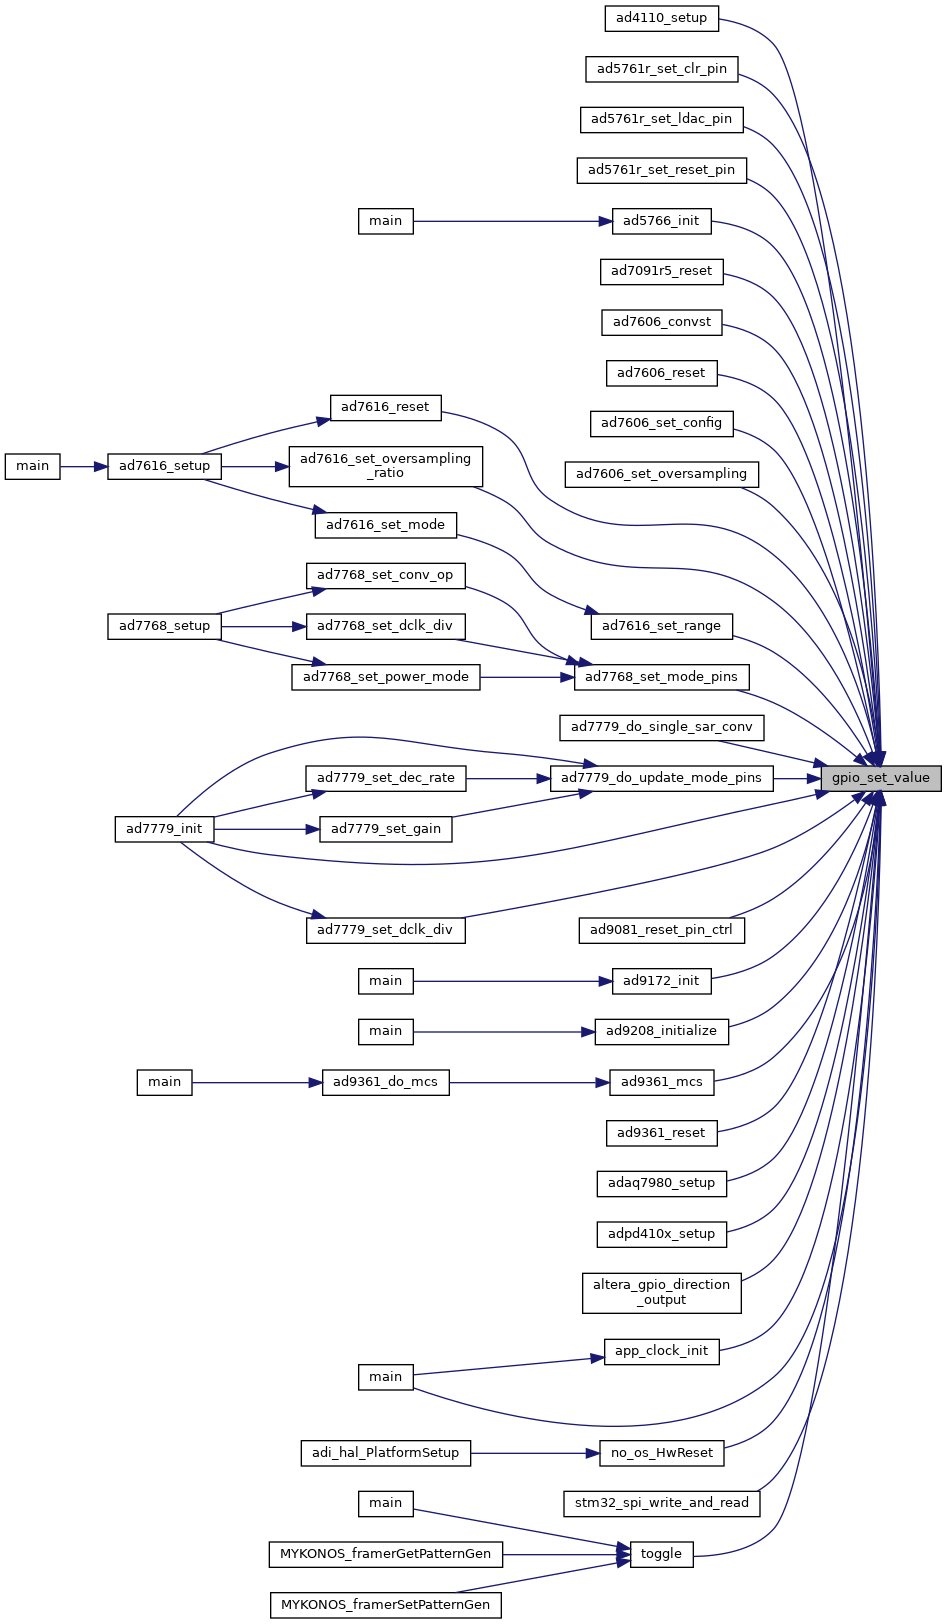 ad4110_setup
ad5761r_set_clr_pin
ad5761r_set_ldac_pin
ad5761r_set_reset_pin
main
ad5766_init
ad7091r5_reset
ad7606_convst
ad7606_reset
ad7616_reset
ad7606_set_config
main
ad7616_setup
ad7616_set_oversampling
_ratio
ad7606_set_oversampling
ad7616_set_mode
ad7768_set_conv_op
ad7768_setup
ad7768_set_dclk_div
ad7616_set_range
ad7768_set_power_mode
ad7768_set_mode_pins
ad7779_do_single_sar_conv
ad7779_set_dec_rate
ad7779_do_update_mode_pins
gpio_set_value
ad7779_init
ad7779_set_gain
ad7779_set_dclk_div
ad9081_reset_pin_ctrl
main
ad9172_init
main
ad9208_initialize
main
ad9361_do_mcs
ad9361_mcs
ad9361_reset
adaq7980_setup
adpd410x_setup
altera_gpio_direction
_output
app_clock_init
main
adi_hal_PlatformSetup
no_os_HwReset
main
stm32_spi_write_and_read
MYKONOS_framerGetPatternGen
toggle
MYKONOS_framerSetPatternGen